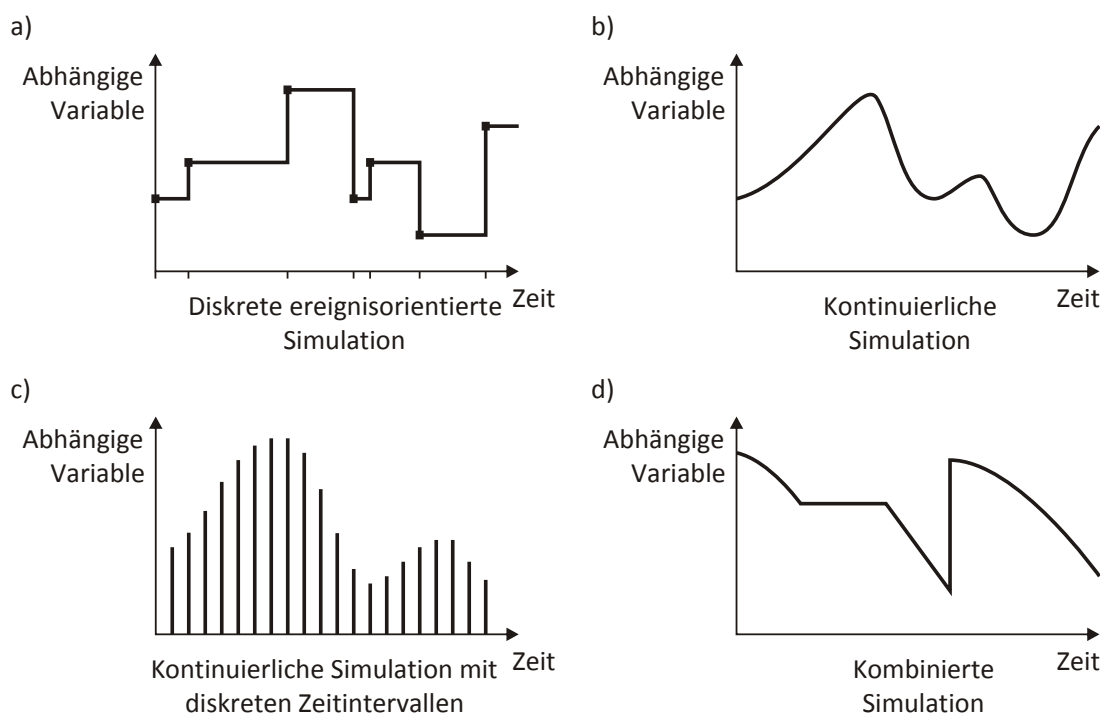 a)
Abhängige
Variable
Zeit
Diskrete ereignisorientierte
Simulation
b)
Abhängige
Variable
Zeit
Kontinuierliche
Simulation
c)
Abhängige
Variable
Zeit
Kontinuierliche Simulation mit
diskreten Zeitintervallen
d)
Abhängige
Variable
Zeit
Kombinierte
Simulation